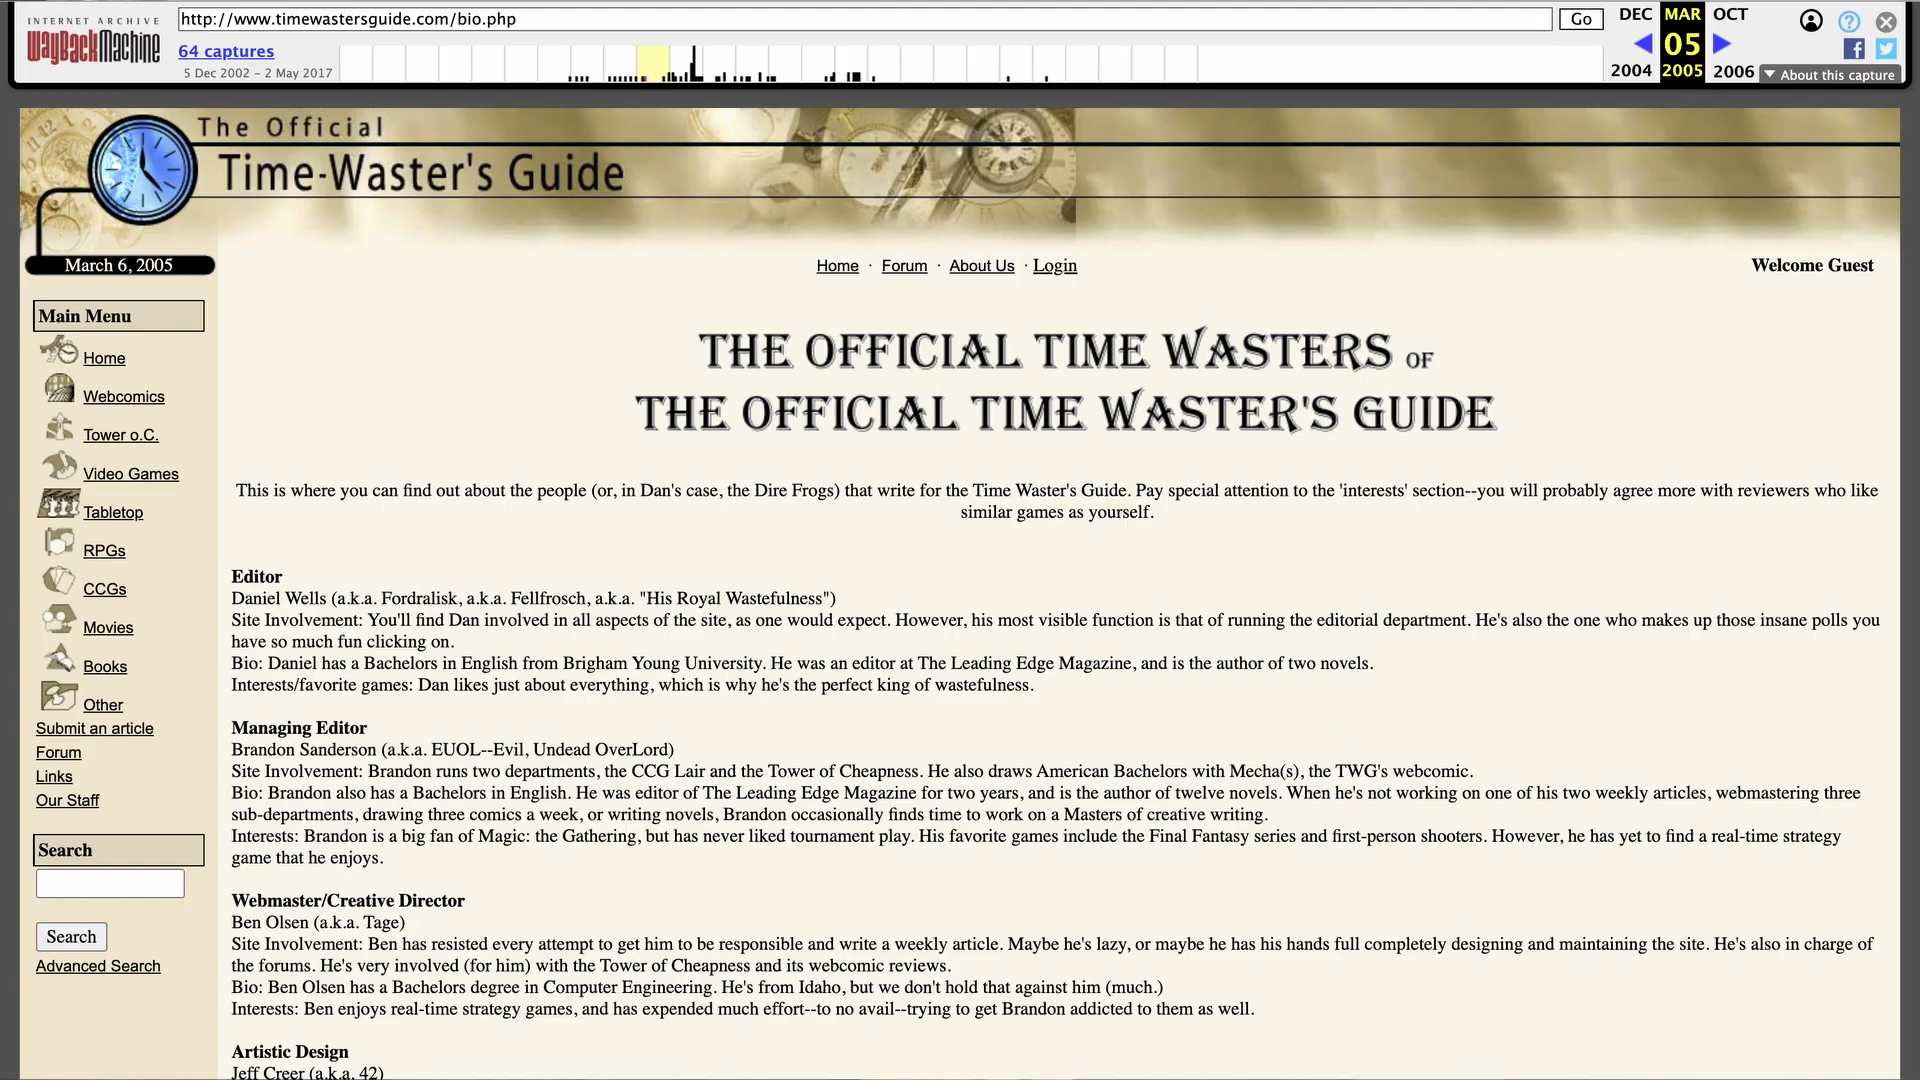 INTERNET ARCHIVE
WayBackMachine
http://www.timewastersguide.com/bio.php
Go
DEC
MAR
OCT
64 captures
05
5 Dec 2002 – 2 May 2017
2004
2005
2006
▼ About this capture
The Official
Time-Waster's Guide
March 6, 2005
Home · Forum · About Us · Login
Welcome Guest
Main Menu
Home
Webcomics
Tower o.C.
Video Games
Tabletop
RPGs
CCGs
Movies
Books
Other
Submit an article
Forum
Links
Our Staff
Search
Search
Advanced Search
THE OFFICIAL TIME WASTERS OF
THE OFFICIAL TIME WASTER'S GUIDE
This is where you can find out about the people (or, in Dan's case, the Dire Frogs) that write for the Time Waster's Guide. Pay special attention to the 'interests' section--you will probably agree more with reviewers who like
similar games as yourself.
Editor
Daniel Wells (a.k.a. Fordralisk, a.k.a. Fellfrosch, a.k.a. "His Royal Wastefulness")
Site Involvement: You'll find Dan involved in all aspects of the site, as one would expect. However, his most visible function is that of running the editorial department. He's also the one who makes up those insane polls you
have so much fun clicking on.
Bio: Daniel has a Bachelors in English from Brigham Young University. He was an editor at The Leading Edge Magazine, and is the author of two novels.
Interests/favorite games: Dan likes just about everything, which is why he's the perfect king of wastefulness.
Managing Editor
Brandon Sanderson (a.k.a. EUOL--Evil, Undead OverLord)
Site Involvement: Brandon runs two departments, the CCG Lair and the Tower of Cheapness. He also draws American Bachelors with Mecha(s), the TWG's webcomic.
Bio: Brandon also has a Bachelors in English. He was editor of The Leading Edge Magazine for two years, and is the author of twelve novels. When he's not working on one of his two weekly articles, webmastering three
sub-departments, drawing three comics a week, or writing novels, Brandon occasionally finds time to work on a Masters of creative writing.
Interests: Brandon is a big fan of Magic: the Gathering, but has never liked tournament play. His favorite games include the Final Fantasy series and first-person shooters. However, he has yet to find a real-time strategy
game that he enjoys.
Webmaster/Creative Director
Ben Olsen (a.k.a. Tage)
Site Involvement: Ben has resisted every attempt to get him to be responsible and write a weekly article. Maybe he's lazy, or maybe he has his hands full completely designing and maintaining the site. He's also in charge of
the forums. He's very involved (for him) with the Tower of Cheapness and its webcomic reviews.
Bio: Ben Olsen has a Bachelors degree in Computer Engineering. He's from Idaho, but we don't hold that against him (much.)
Interests: Ben enjoys real-time strategy games, and has expended much effort--to no avail--trying to get Brandon addicted to them as well.
Artistic Design
Jeff Creer (a.k.a. 42)